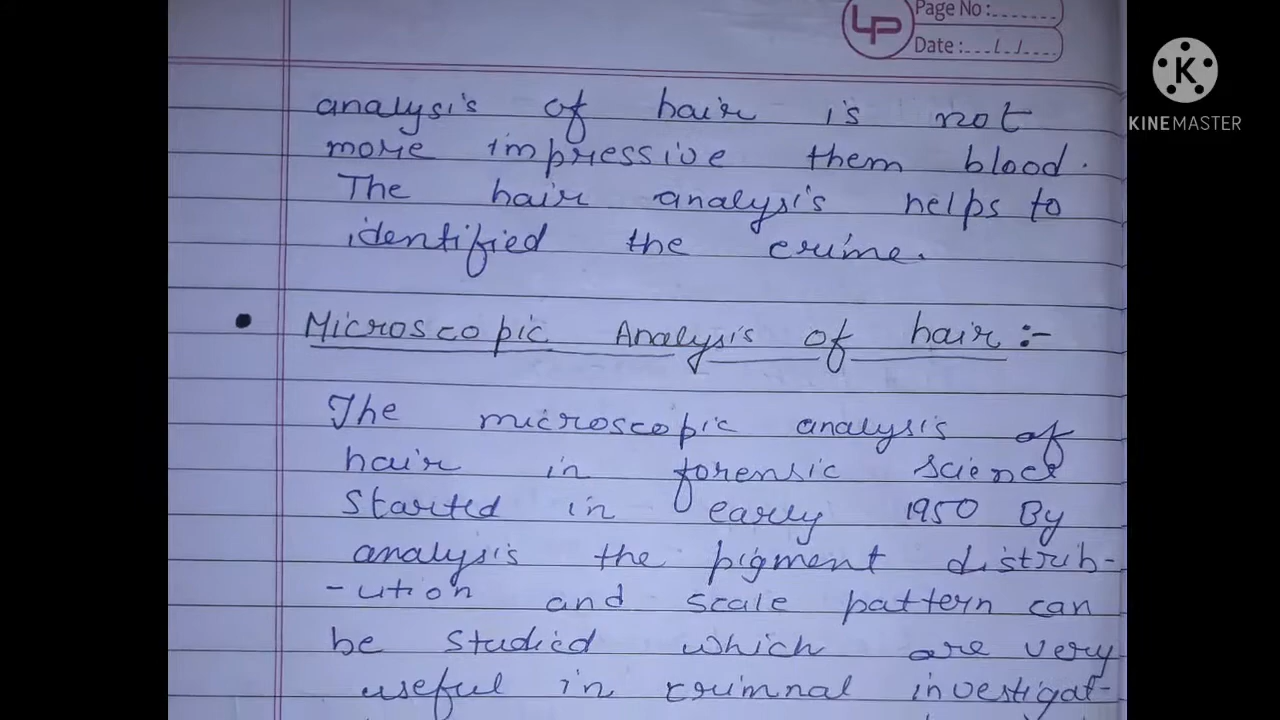 LP
Page No :.......
Date :...../...../.....
K
KINEMASTER
analysis of hair is not
more impressive them blood.
The hair analysis helps to
identified the crime.
• Microscopic Analysis of hair :-
The microscopic analysis of
hair in forensic science
started in early 1950 By
analysis the pigment distrib-
-ution and scale pattern can
be studied which are very
useful in crimnal investigat-